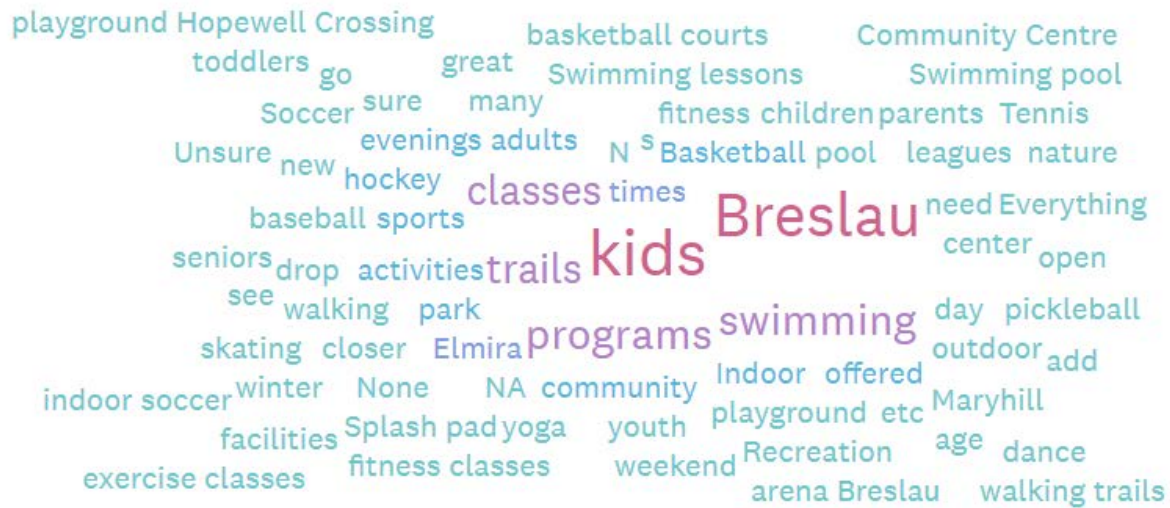 playground Hopewell Crossing
basketball courts
Community Centre
toddlers
go
great
Swimming lessons
Swimming pool
Soccer
sure
many
fitness
children
parents
Tennis
evenings
adults
Unsure
new
N
s
Basketball
pool
leagues
nature
hockey
classes
times
baseball
sports
Breslau
need
Everything
kids
center
open
seniors
drop
activities
trails
see
walking
park
day
pickleball
skating
closer
Elmira
programs
swimming
outdoor
add
indoor soccer
winter
None
NA
community
Indoor
offered
playground
etc
Maryhill
facilities
Splash pad
yoga
youth
Recreation
age
dance
exercise classes
fitness classes
weekend
arena Breslau
walking trails